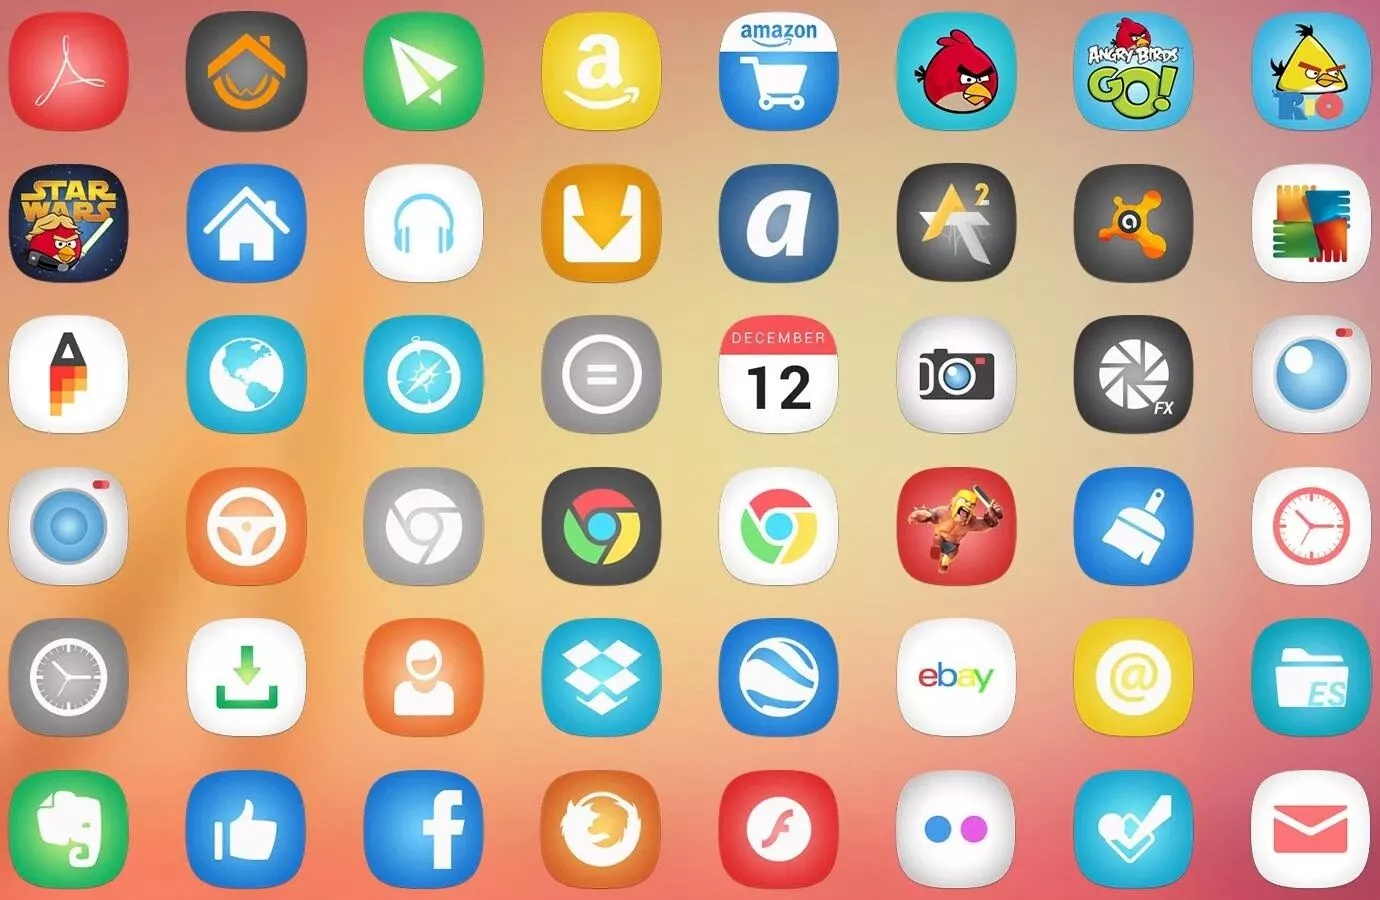 a
amazon
ANGRY BIRDS
GO!
RiO
STAR
WARS
a
A 2
a
DECEMBER
12
FX
ebay
@
ES
f
f